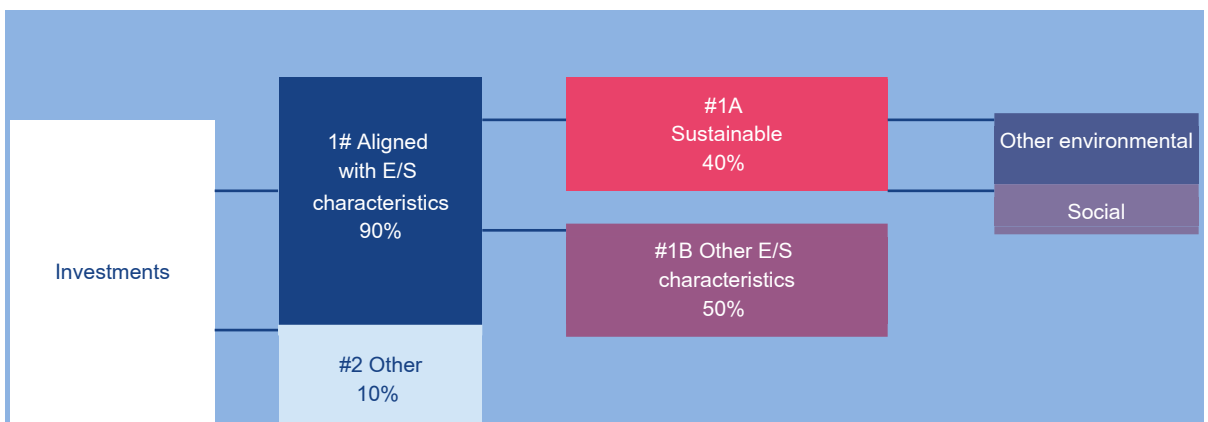 Investments
1# Aligned
with E/S
characteristics
90%
#2 Other
10%
#1A
Sustainable
40%
#1B Other E/S
characteristics
50%
Other environmental
Social